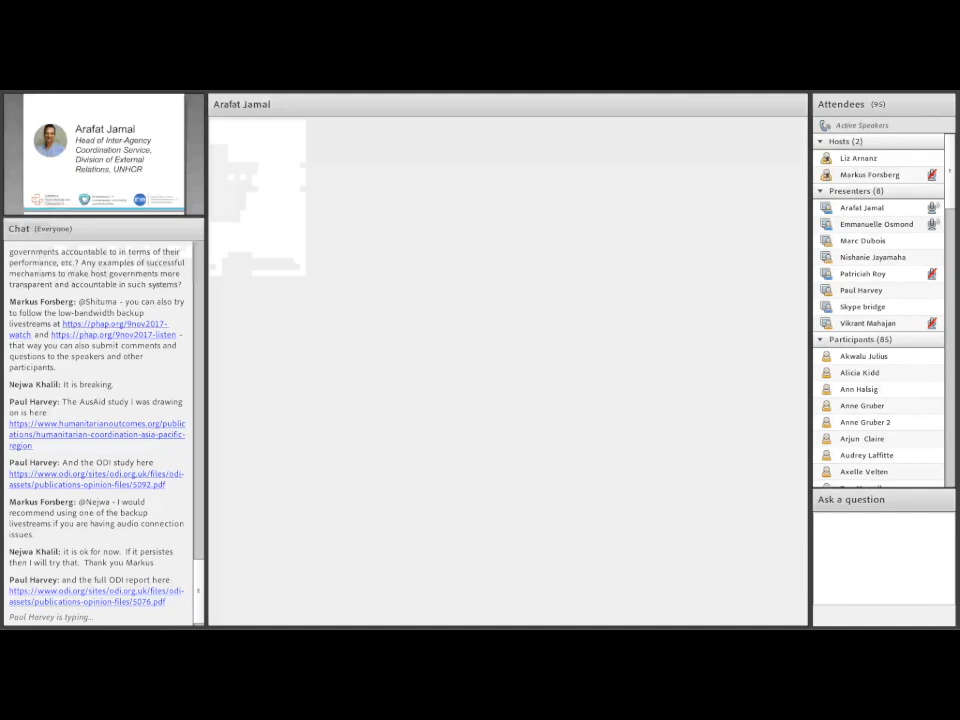 Arafat Jamal
Head of Inter-Agency
Coordination Service,
Division of External
Relations, UNHCR
Chat (Everyone)
governments accountable to in terms of their
performance, etc.? Any examples of successful
mechanisms to make host governments more
transparent and accountable in such systems?
Markus Forsberg: @Shituma - you can also try
to follow the low-bandwidth backup
livestreams at https://phap.org/9nov2017-
watch and https://phap.org/9nov2017-listen -
that way you can also submit comments and
questions to the speakers and other
participants.
Nejwa Khalil: It is breaking.
Paul Harvey: The AusAid study I was drawing
on is here
https://www.humanitarianoutcomes.org/public
ations/humanitarian-coordination-asia-pacific-
region
Paul Harvey: And the ODI study here
https://www.odi.org/sites/odi.org.uk/files/odi-
assets/publications-opinion-files/5092.pdf
Markus Forsberg: @Nejwa - I would
recommend using one of the backup
livestreams if you are having audio connection
issues.
Nejwa Khalil: it is ok for now. If it persistes
then I will try that. Thank you Markus
Paul Harvey: and the full ODI report here
https://www.odi.org/sites/odi.org.uk/files/odi-
assets/publications-opinion-files/5076.pdf
Paul Harvey is typing...
Arafat Jamal
Attendees (95)
Active Speakers
Hosts (2)
Liz Arnanz
Markus Forsberg
Presenters (8)
Arafat Jamal
Emmanuelle Osmond
Marc Dubois
Nishanie Jayamaha
Patriciah Roy
Paul Harvey
Skype bridge
Vikrant Mahajan
Participants (85)
Akwalu Julius
Alicia Kidd
Ann Halsig
Anne Gruber
Anne Gruber 2
Arjun Claire
Audrey Laffitte
Axelle Velten
Ask a question